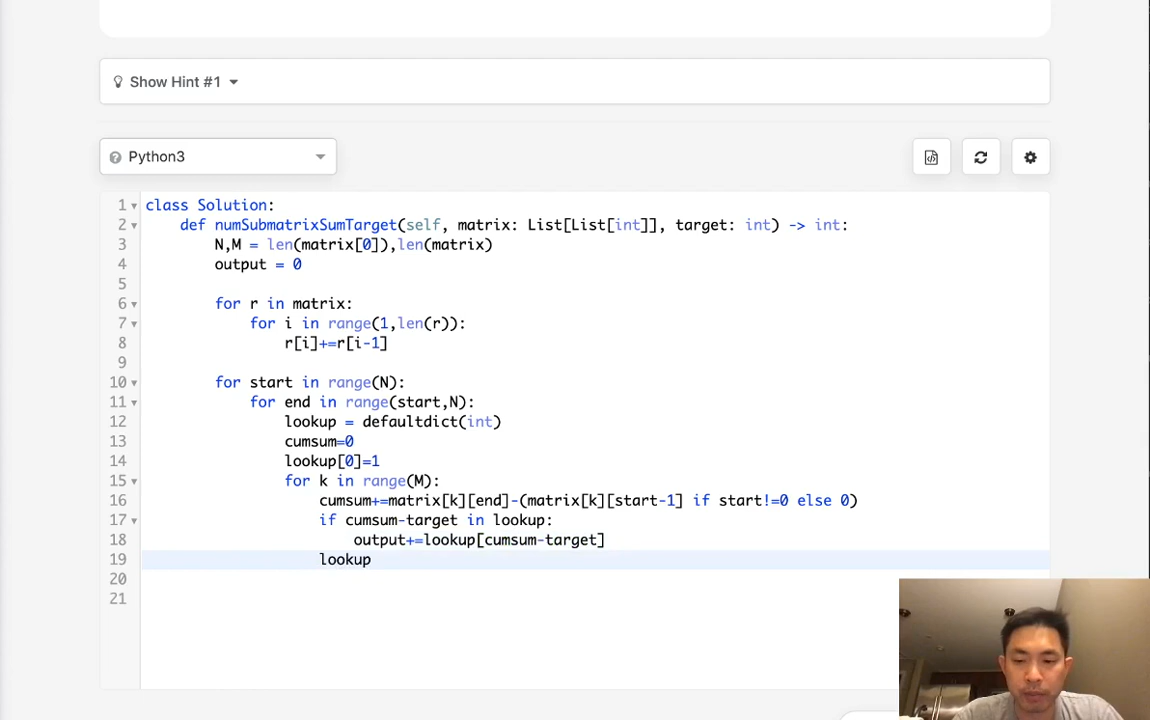 Show Hint #1
Python3
1 class Solution:
2 def numSubmatrixSumTarget(self, matrix: List[List[int]], target: int) -> int:
3 N,M = len(matrix[0]),len(matrix)
4 output = 0
5
6 for r in matrix:
7 for i in range(1,len(r)):
8 r[i]+=r[i-1]
9
10 for start in range(N):
11 for end in range(start,N):
12 lookup = defaultdict(int)
13 cumsum=0
14 lookup[0]=1
15 for k in range(M):
16 cumsum+=matrix[k][end]-(matrix[k][start-1] if start!=0 else 0)
17 if cumsum-target in lookup:
18 output+=lookup[cumsum-target]
19 lookup
20
21